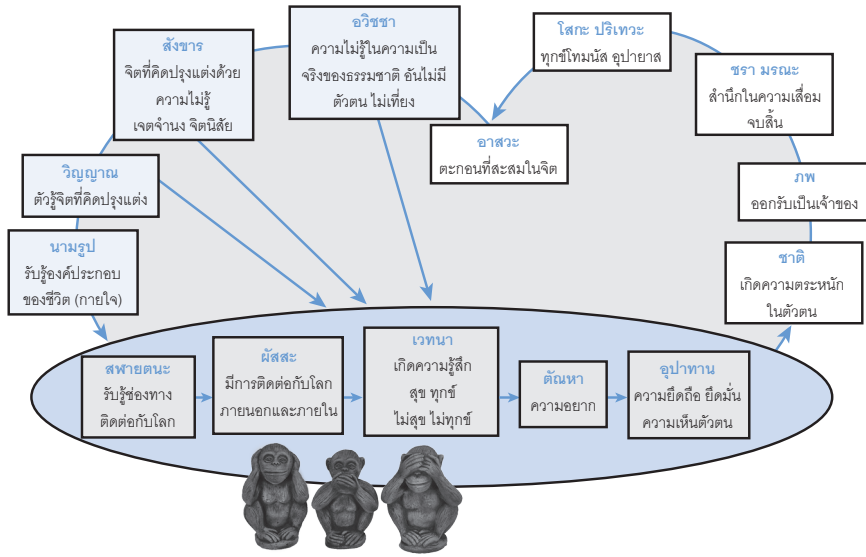 อวิชชา
ความไม่รู้ในความเป็น
จริงของธรรมชาติ อันไม่มี
ตัวตน ไม่เที่ยง
สังขาร
จิตที่คิดปรุงแต่งด้วย
ความไม่รู้
เจตจำนง จิตนิสัย
วิญญาณ
ตัวรู้จิตที่คิดปรุงแต่ง
นามรูป
รับรู้องค์ประกอบ
ของชีวิต (กายใจ)
สฬายตนะ
รับรู้ช่องทาง
ติดต่อกับโลก
ผัสสะ
มีการติดต่อกับโลก
ภายนอกและภายใน
เวทนา
เกิดความรู้สึก
สุข ทุกข์
ไม่สุข ไม่ทุกข์
ตัณหา
ความอยาก
อุปาทาน
ความยึดถือ ยึดมั่น
ความเห็นตัวตน
ชาติ
เกิดความตระหนัก
ในตัวตน
ภพ
ออกรับเป็นเจ้าของ
ชรา มรณะ
สำนึกในความเสื่อม
จบสิ้น
โสกะ ปริเทวะ
ทุกข์โทมนัส อุปายาส
อาสวะ
ตะกอนที่สะสมในจิต